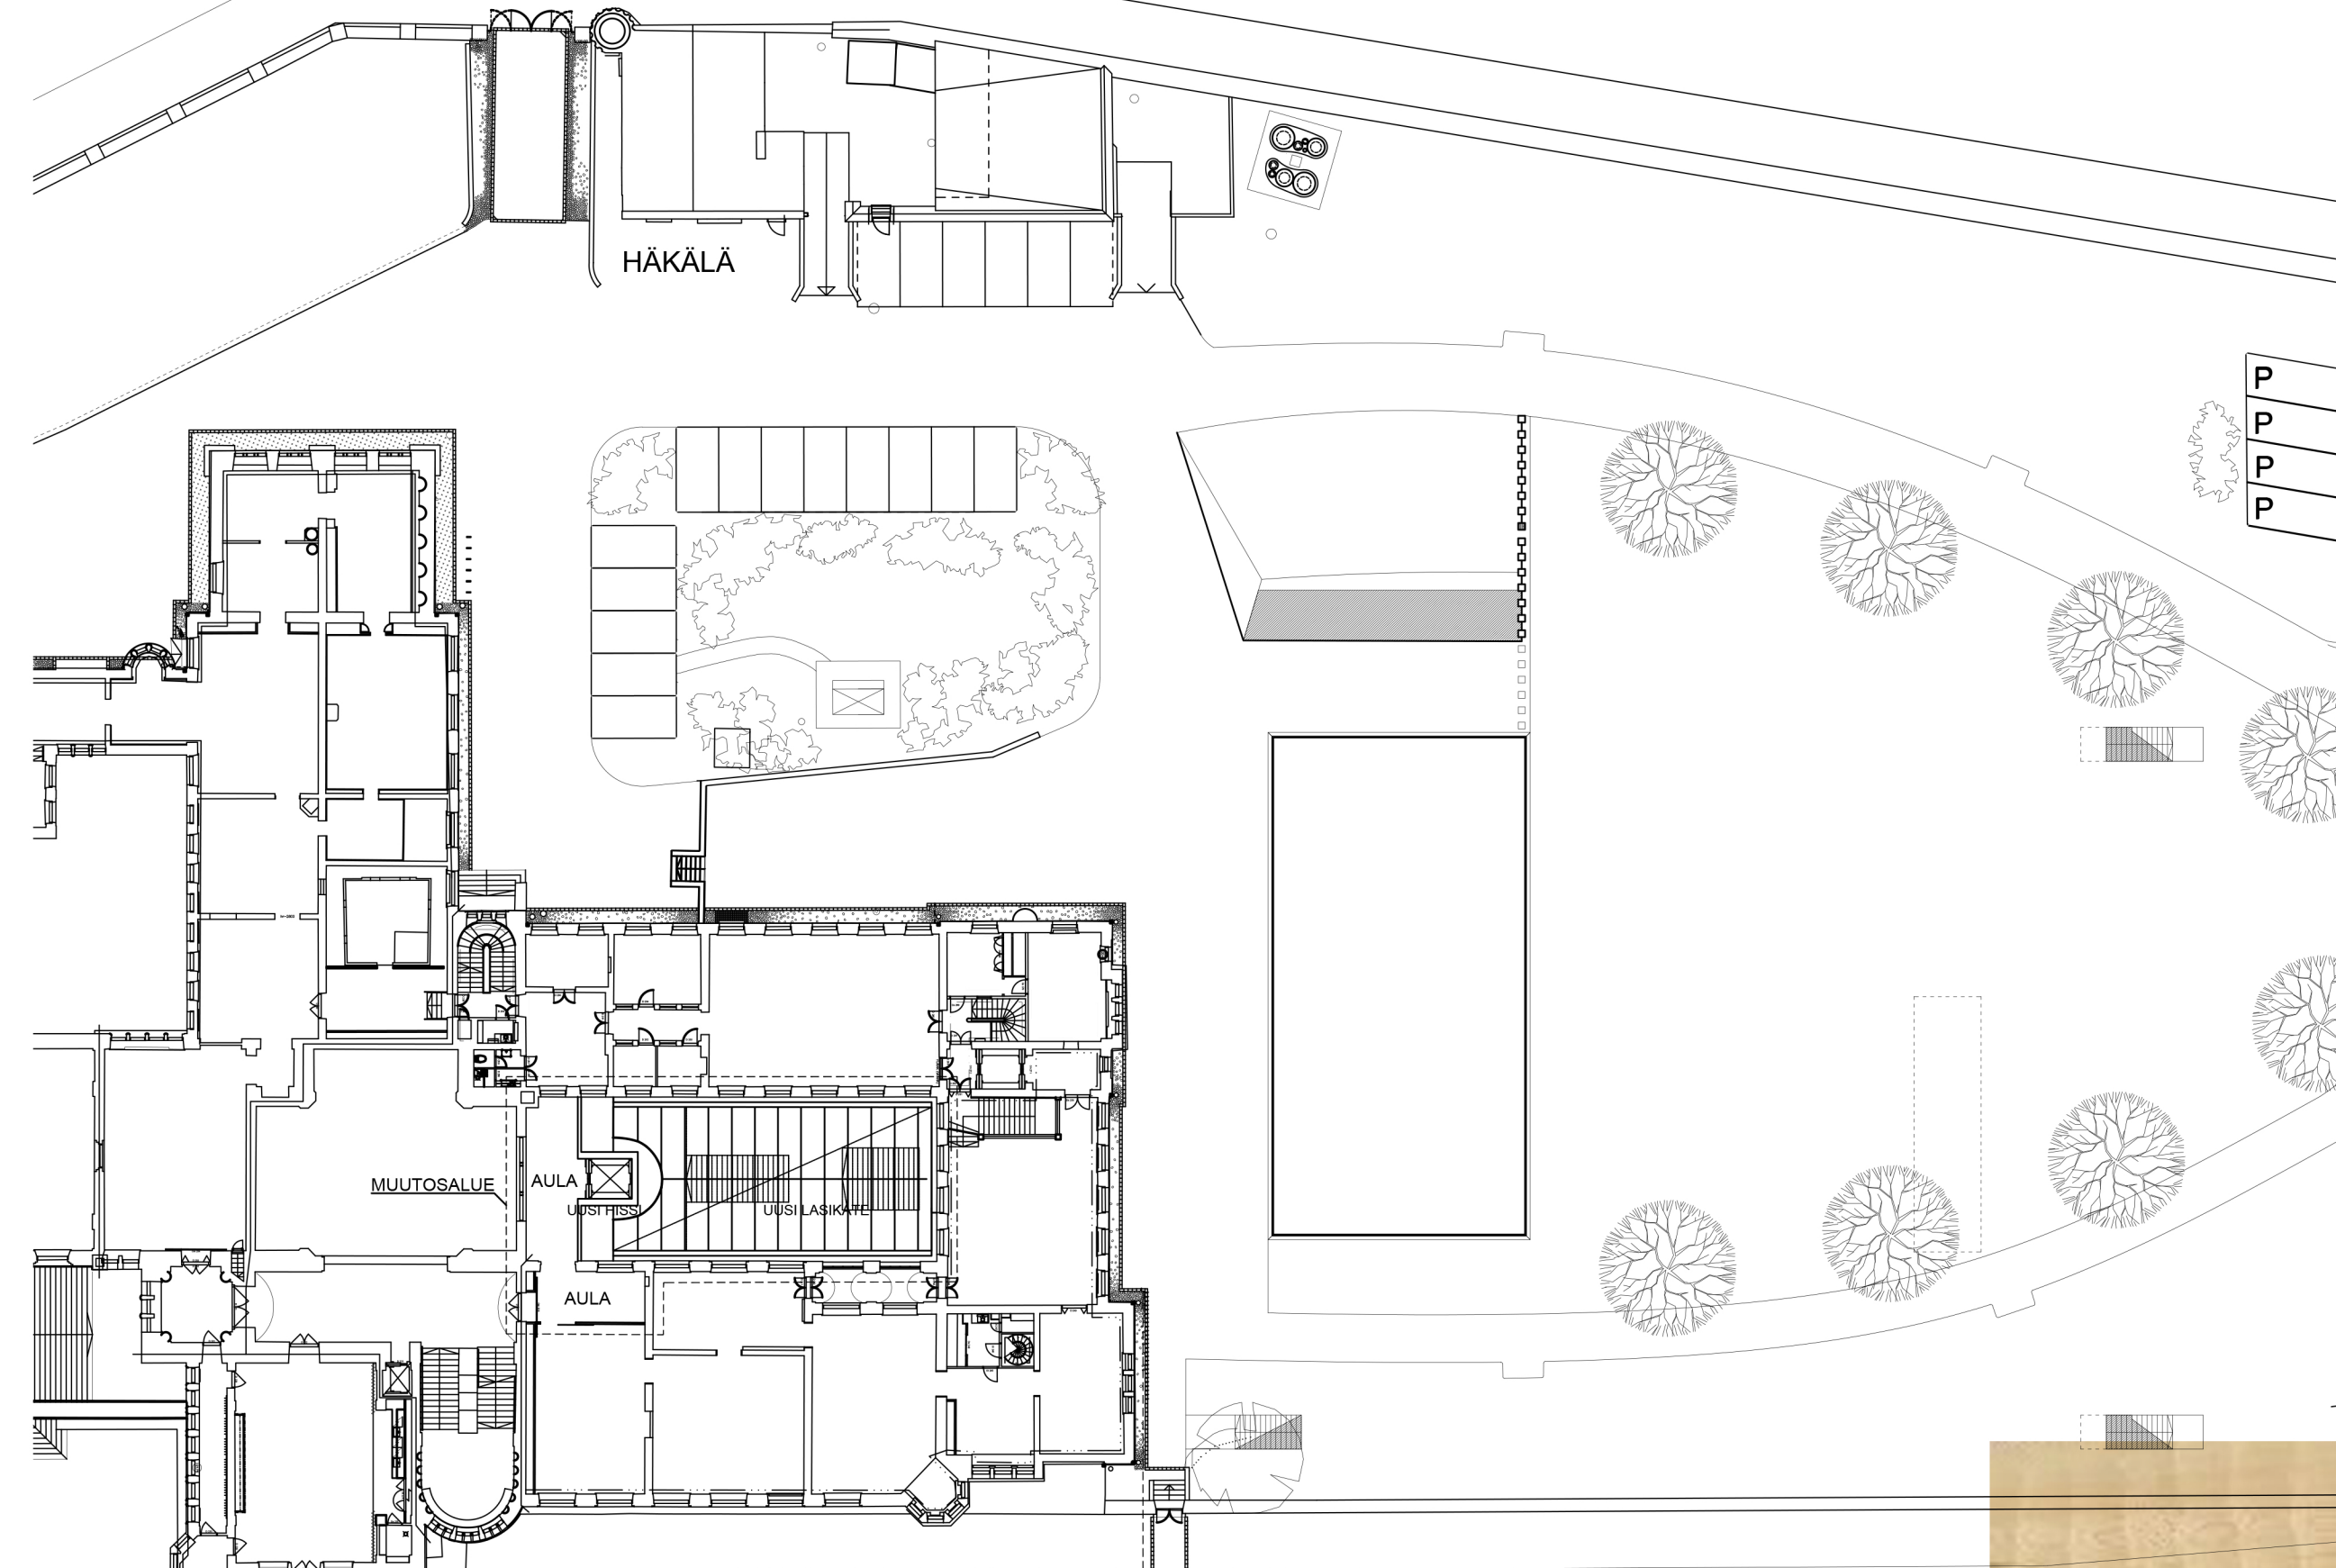 HÄKÄLÄ
P
P
P
P
MUUTOSALUE
AULA
UUSI HISSI
UUSI LASIKATE
AULA